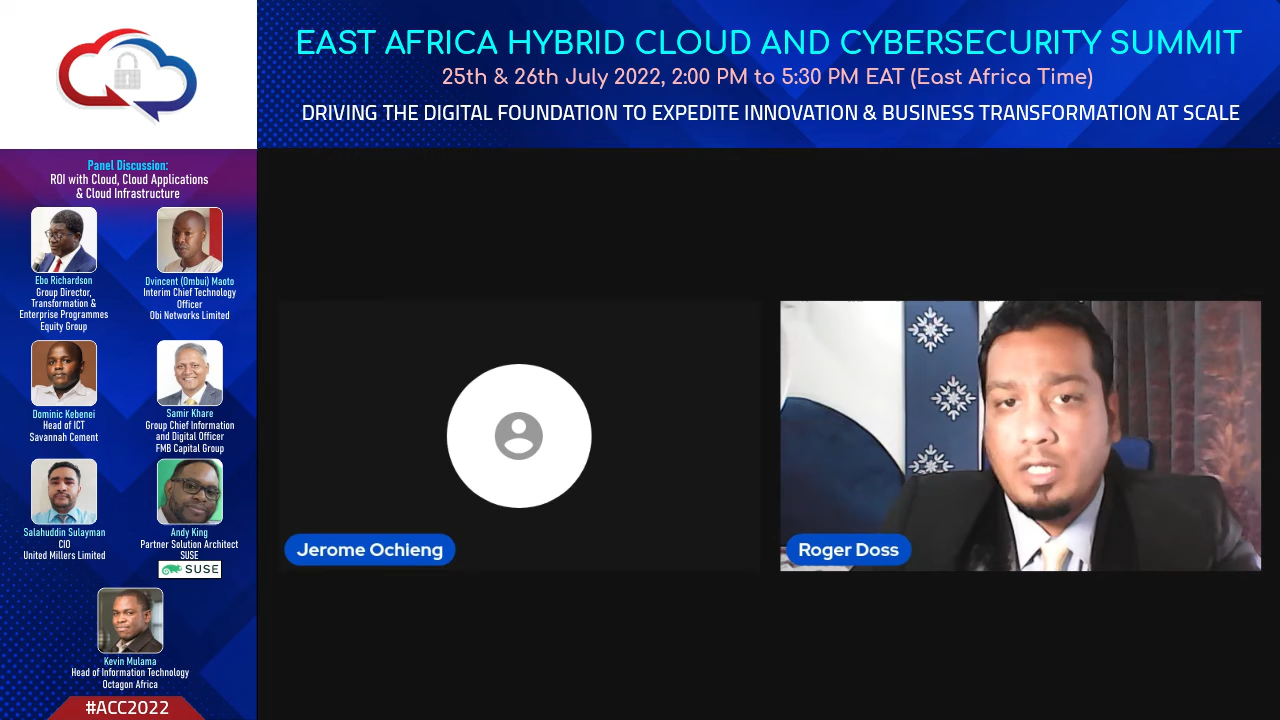 EAST AFRICA HYBRID CLOUD AND CYBERSECURITY SUMMIT
25th & 26th July 2022, 2:00 PM to 5:30 PM EAT (East Africa Time)
DRIVING THE DIGITAL FOUNDATION TO EXPEDITE INNOVATION & BUSINESS TRANSFORMATION AT SCALE
Panel Discussion:
ROI with Cloud, Cloud Applications
& Cloud Infrastructure
Ebo Richardson
Group Director,
Transformation &
Enterprise Programmes
Equity Group
Dvincent (Ombui) Maoto
Interim Chief Technology
Officer
Obi Networks Limited
Dominic Kebenei
Head of ICT
Savannah Cement
Samir Khare
Group Chief Information
and Digital Officer
FMB Capital Group
Salahuddin Sulayman
CIO
United Millers Limited
Andy King
Partner Solution Architect
SUSE
SUSE
Kevin Mulama
Head of Information Technology
Octagon Africa
#ACC2022
Jerome Ochieng
Roger Doss